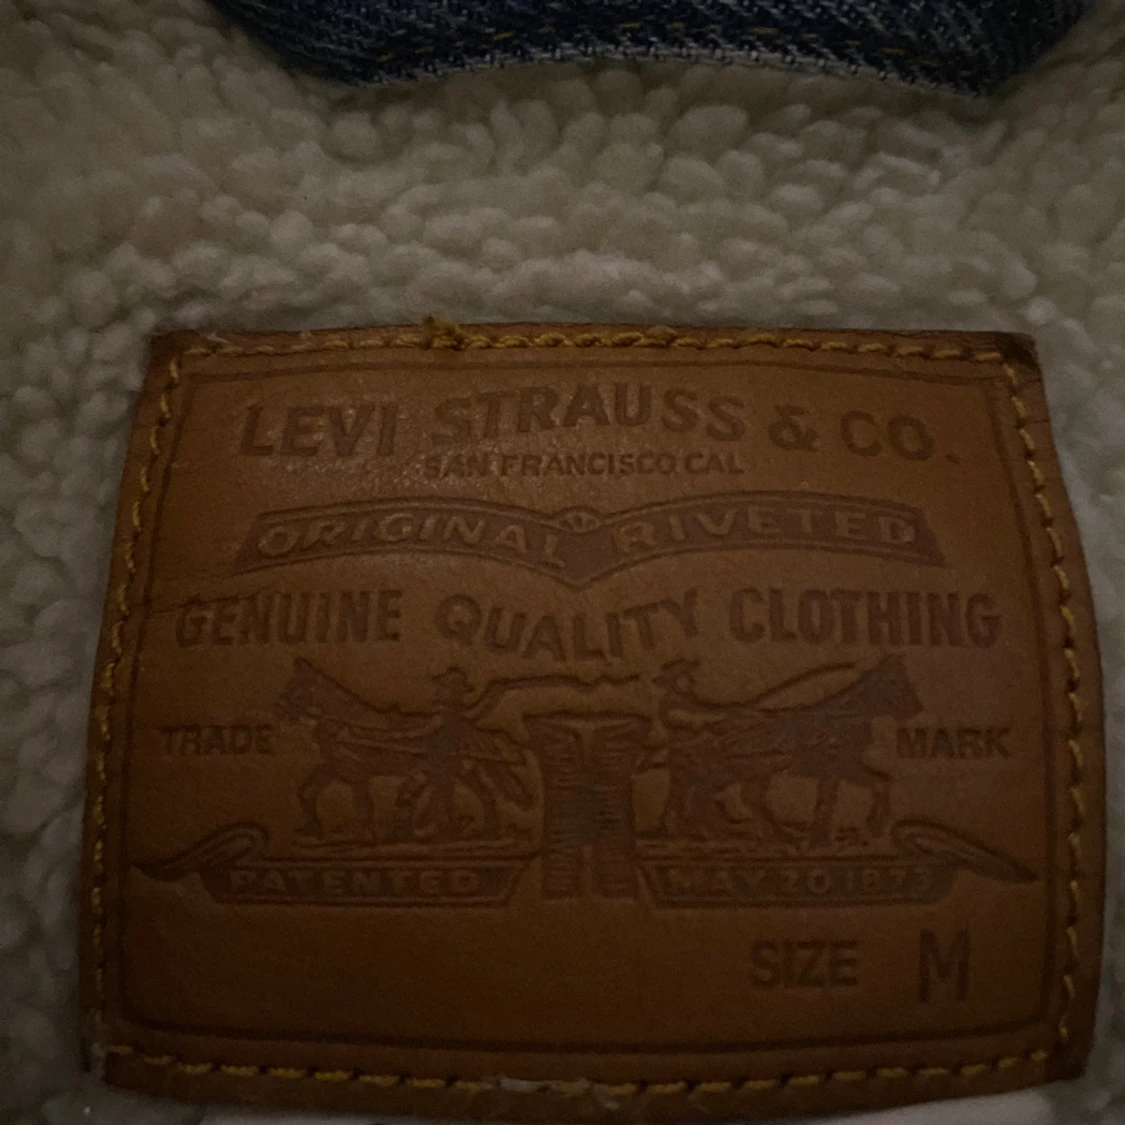 LEVI STRAUSS & CO.
SAN FRANCISCO CAL
ORIGINAL RIVETED
GENUINE QUALITY CLOTHING
TRADE MARK
PATENTED MAY 20 1873
SIZE M